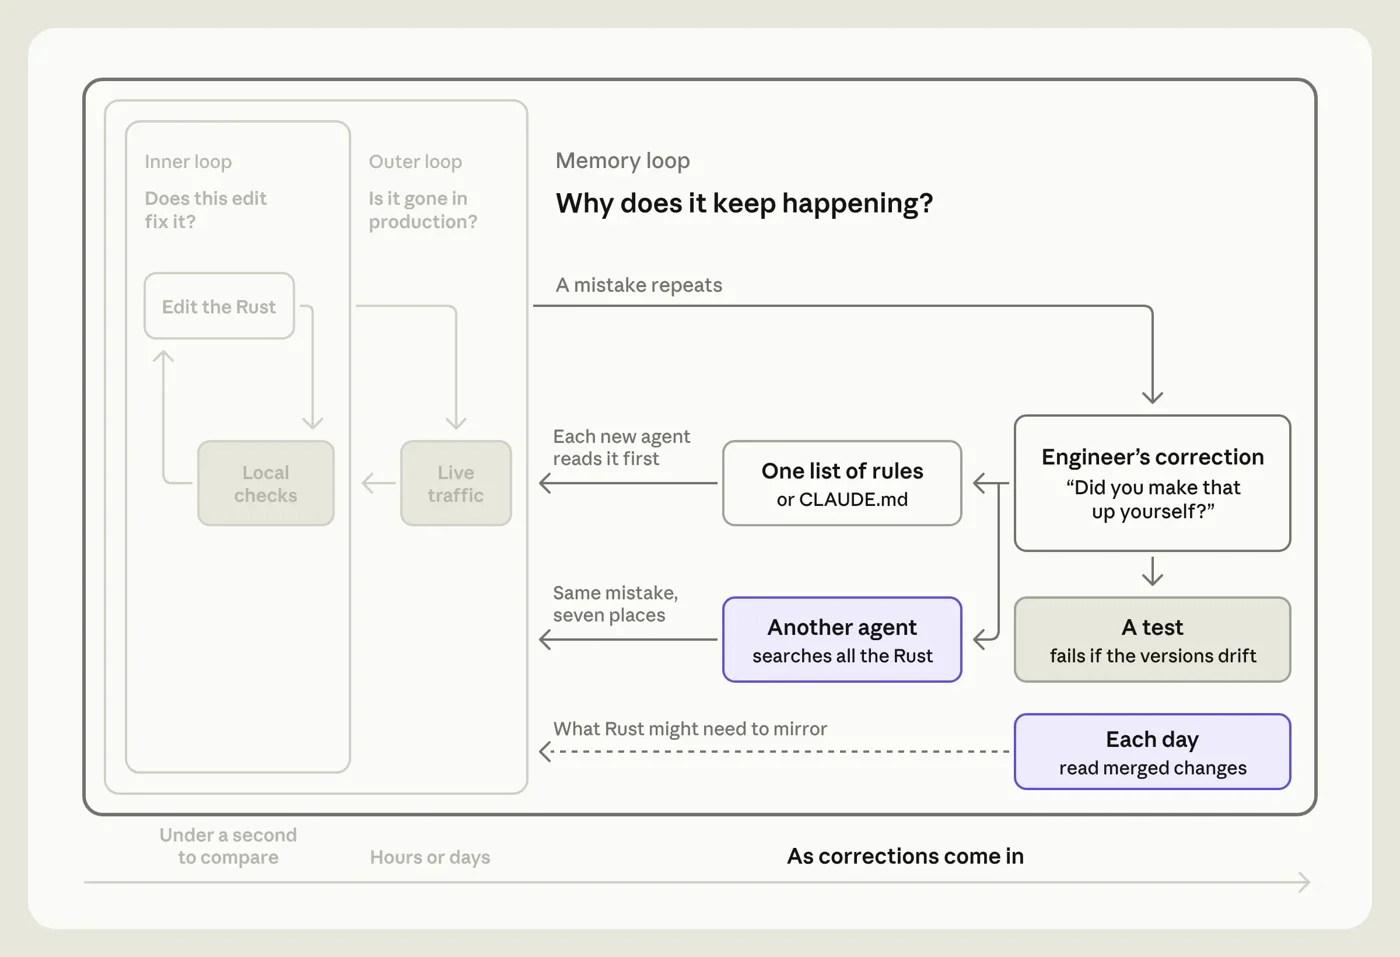 Inner loop
Does this edit
fix it?
Edit the Rust
Local
checks
Outer loop
Is it gone in
production?
Live
traffic
Memory loop
Why does it keep happening?
A mistake repeats
Engineer’s correction
“Did you make that
up yourself?”
Each new agent
reads it first
One list of rules
or CLAUDE.md
Same mistake,
seven places
Another agent
searches all the Rust
A test
fails if the versions drift
What Rust might need to mirror
Each day
read merged changes
Under a second
to compare
Hours or days
As corrections come in